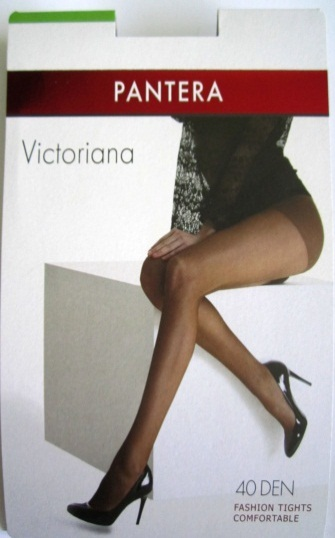 PANTERA
Victoriana
40 DEN
FASHION TIGHTS
COMFORTABLE